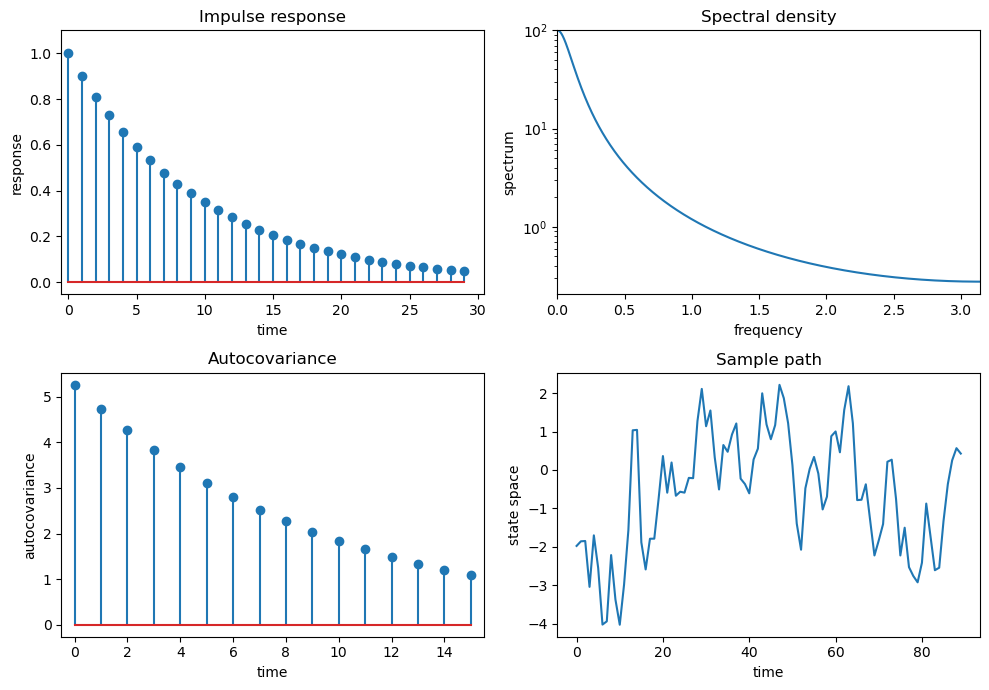 Impulse response
1.0
0.8
0.6
0.4
0.2
0.0
response
0 5 10 15 20 25 30
time
Spectral density
10²
10¹
10⁰
spectrum
0.0 0.5 1.0 1.5 2.0 2.5 3.0
frequency
Autocovariance
5
4
3
2
1
0
autocovariance
0 2 4 6 8 10 12 14
time
Sample path
2
1
0
−1
−2
−3
−4
state space
0 20 40 60 80
time